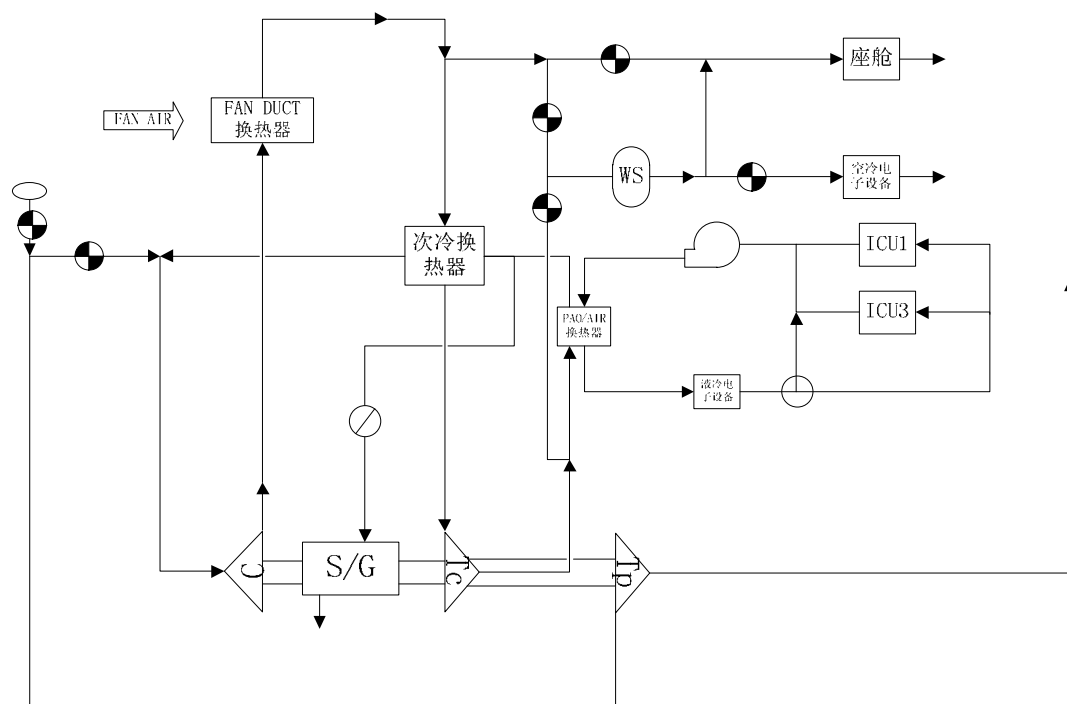 座舱
FAN AIR
FAN DUCT
换热器
WS
空冷电
子设备
次冷换
热器
ICU1
PAO/AIR
换热器
ICU3
液冷电
子设备
C
S/G
Tc
Tp